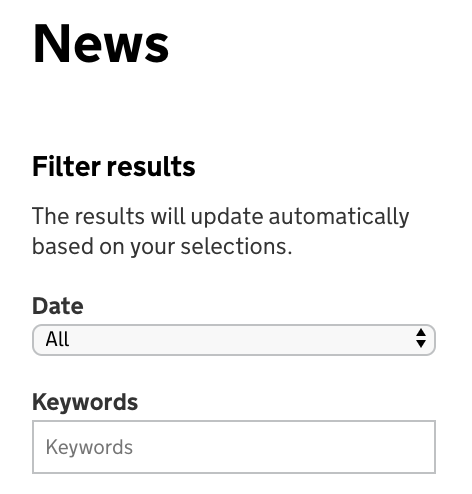 News
Filter results
The results will update automatically
based on your selections.
Date
All
Keywords
Keywords